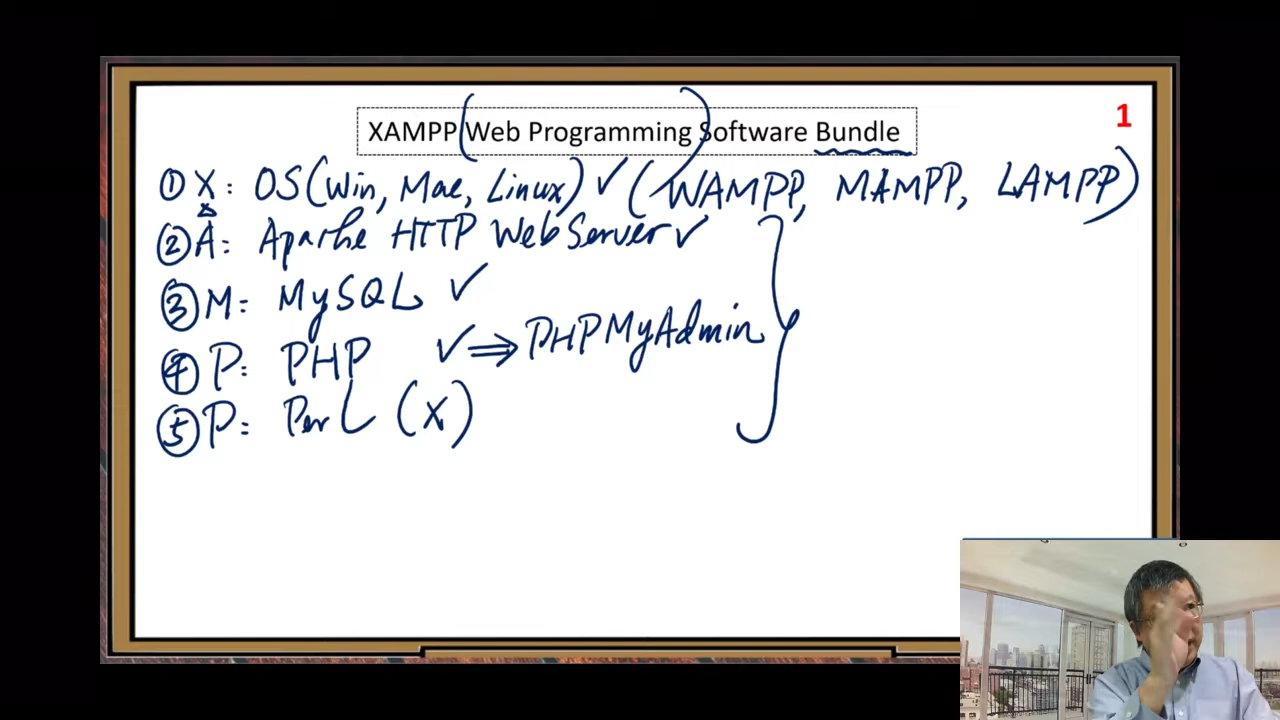 XAMPP (Web Programming) Software Bundle
1
① X: OS(Win, Mac, Linux) ✓ (WAMPP, MAMPP, LAMPP)
② A: Apache HTTP WebServer ✓
③ M: MySQL ✓
④ P: PHP ✓ ⇒ PHPMyAdmin
⑤ P: PerL (X)